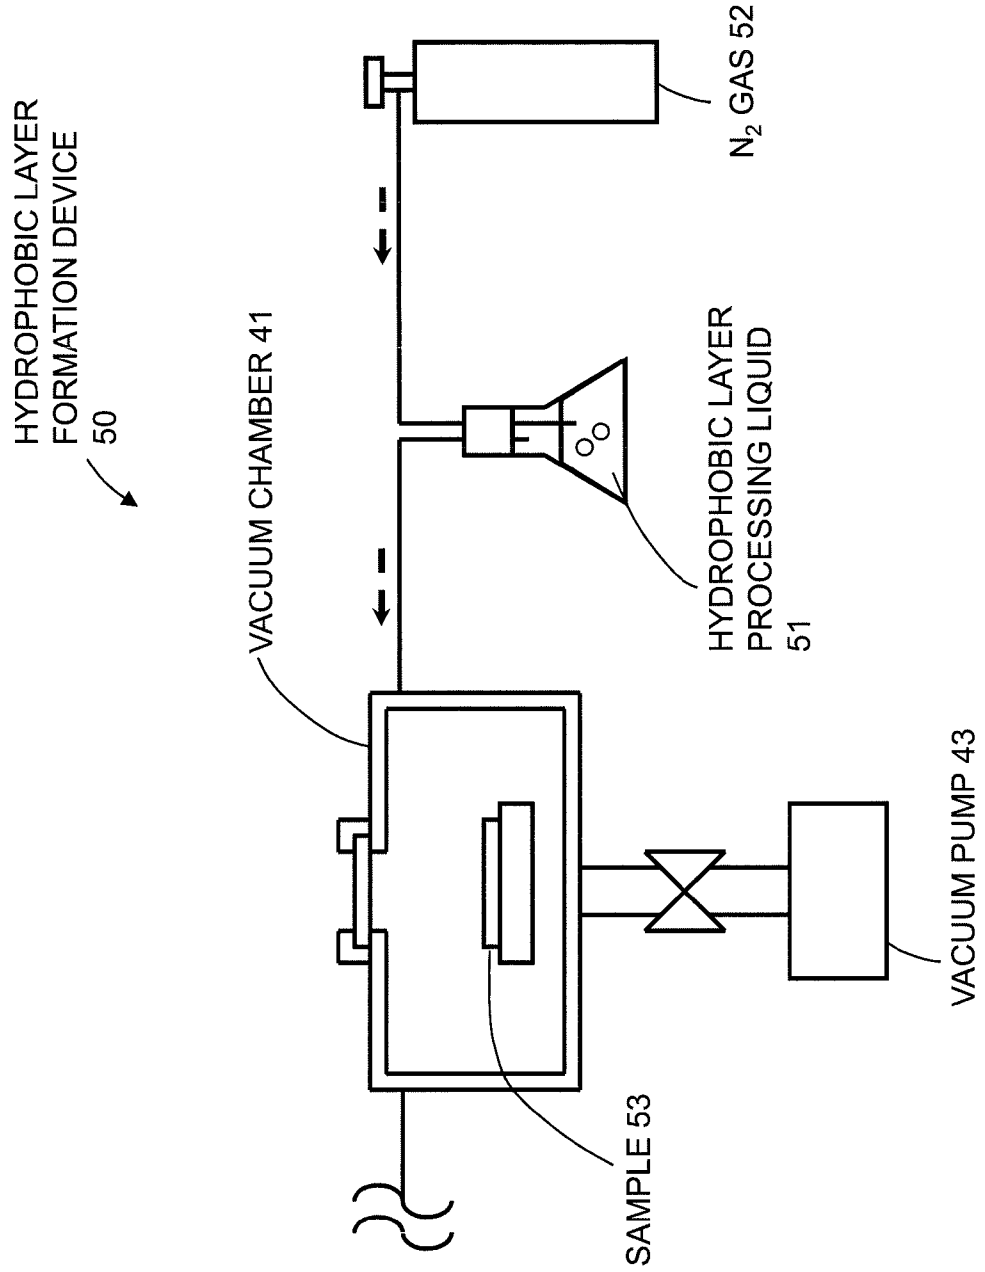 HYDROPHOBIC LAYER
FORMATION DEVICE
50
VACUUM CHAMBER 41
N₂ GAS 52
HYDROPHOBIC LAYER
PROCESSING LIQUID
51
SAMPLE 53
VACUUM PUMP 43